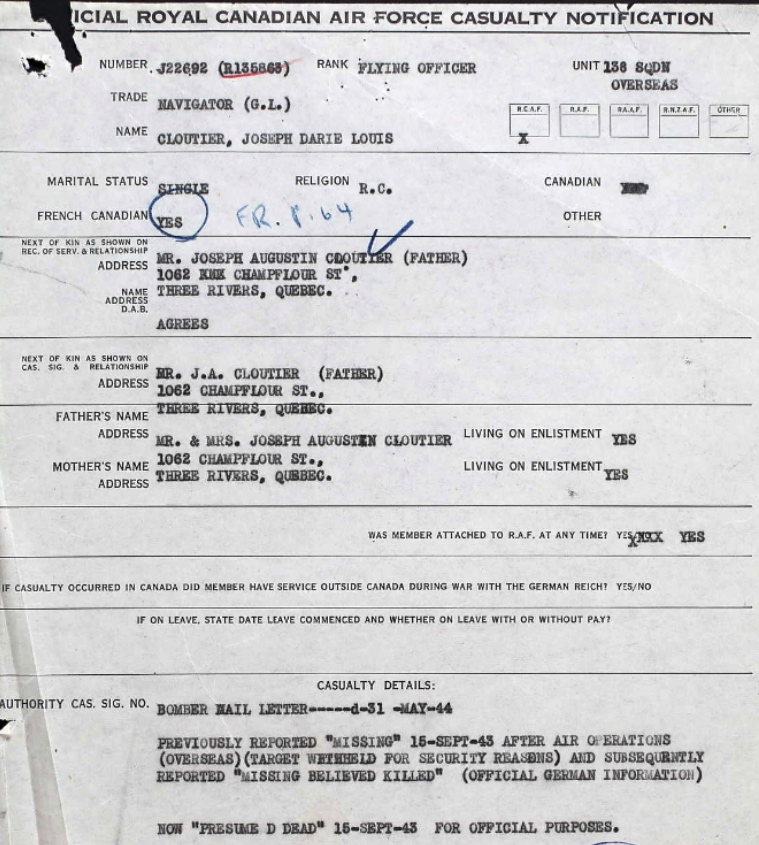 ICIAL ROYAL CANADIAN AIR FORCE CASUALTY NOTIFICATION
NUMBER J22692 (R135863) RANK FLYING OFFICER UNIT 138 SQDN
OVERSEAS
TRADE NAVIGATOR (G.L.)
R.C.A.F. R.A.F. R.A.A.F. R.N.Z.A.F. OTHER
NAME CLOUTIER, JOSEPH DARIE LOUIS X
MARITAL STATUS SINGLE RELIGION R.C. CANADIAN
FRENCH CANADIAN YES FR. P. 64 OTHER
NEXT OF KIN AS SHOWN ON
REC. OF SERV. & RELATIONSHIP
ADDRESS MR. JOSEPH AUGUSTIN CLOUTIER (FATHER)
1062 CHAMPFLOUR ST.,
NAME THREE RIVERS, QUEBEC.
ADDRESS
D.A.B.
AGREES
NEXT OF KIN AS SHOWN ON
CAS. SIG. & RELATIONSHIP MR. J.A. CLOUTIER (FATHER)
ADDRESS 1062 CHAMPFLOUR ST.,
THREE RIVERS, QUEBEC.
FATHER'S NAME
ADDRESS MR. & MRS. JOSEPH AUGUSTIN CLOUTIER LIVING ON ENLISTMENT YES
1062 CHAMPFLOUR ST.,
MOTHER'S NAME THREE RIVERS, QUEBEC. LIVING ON ENLISTMENT YES
ADDRESS
WAS MEMBER ATTACHED TO R.A.F. AT ANY TIME? YES YES
IF CASUALTY OCCURRED IN CANADA DID MEMBER HAVE SERVICE OUTSIDE CANADA DURING WAR WITH THE GERMAN REICH? YES/NO
IF ON LEAVE, STATE DATE LEAVE COMMENCED AND WHETHER ON LEAVE WITH OR WITHOUT PAY?
CASUALTY DETAILS:
AUTHORITY CAS. SIG. NO. BOMBER MAIL LETTER-----d-31 -MAY-44
PREVIOUSLY REPORTED "MISSING" 15-SEPT-43 AFTER AIR OPERATIONS
(OVERSEAS)(TARGET WITHHELD FOR SECURITY REASONS) AND SUBSEQUENTLY
REPORTED "MISSING BELIEVED KILLED" (OFFICIAL GERMAN INFORMATION)
NOW "PRESUME D DEAD" 15-SEPT-43 FOR OFFICIAL PURPOSES.